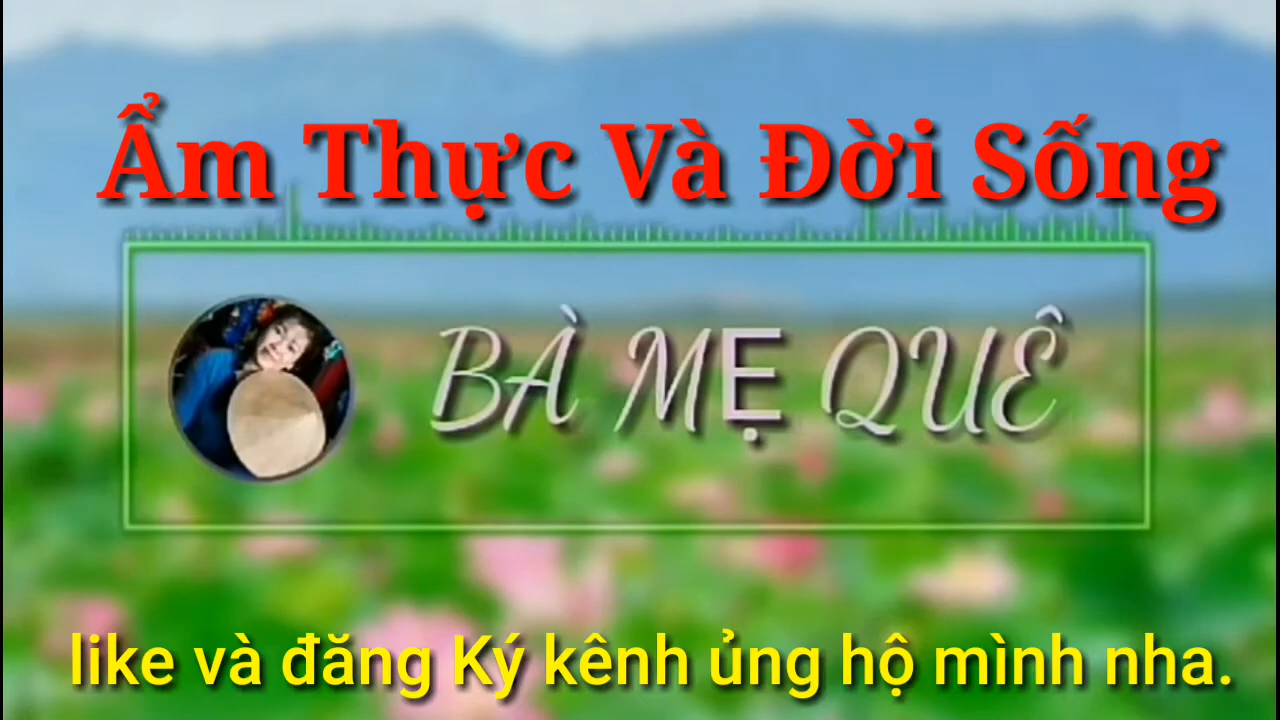 Ẩm Thực Và Đời Sống
BÀ MẸ QUÊ
like và đăng Ký kênh ủng hộ mình nha.